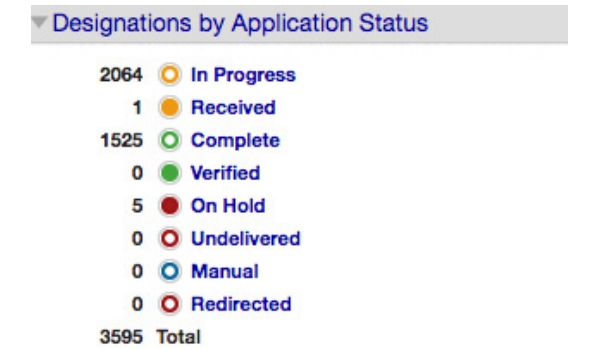 Designations by Application Status
2064 In Progress
1 Received
1525 Complete
0 Verified
5 On Hold
0 Undelivered
0 Manual
0 Redirected
3595 Total